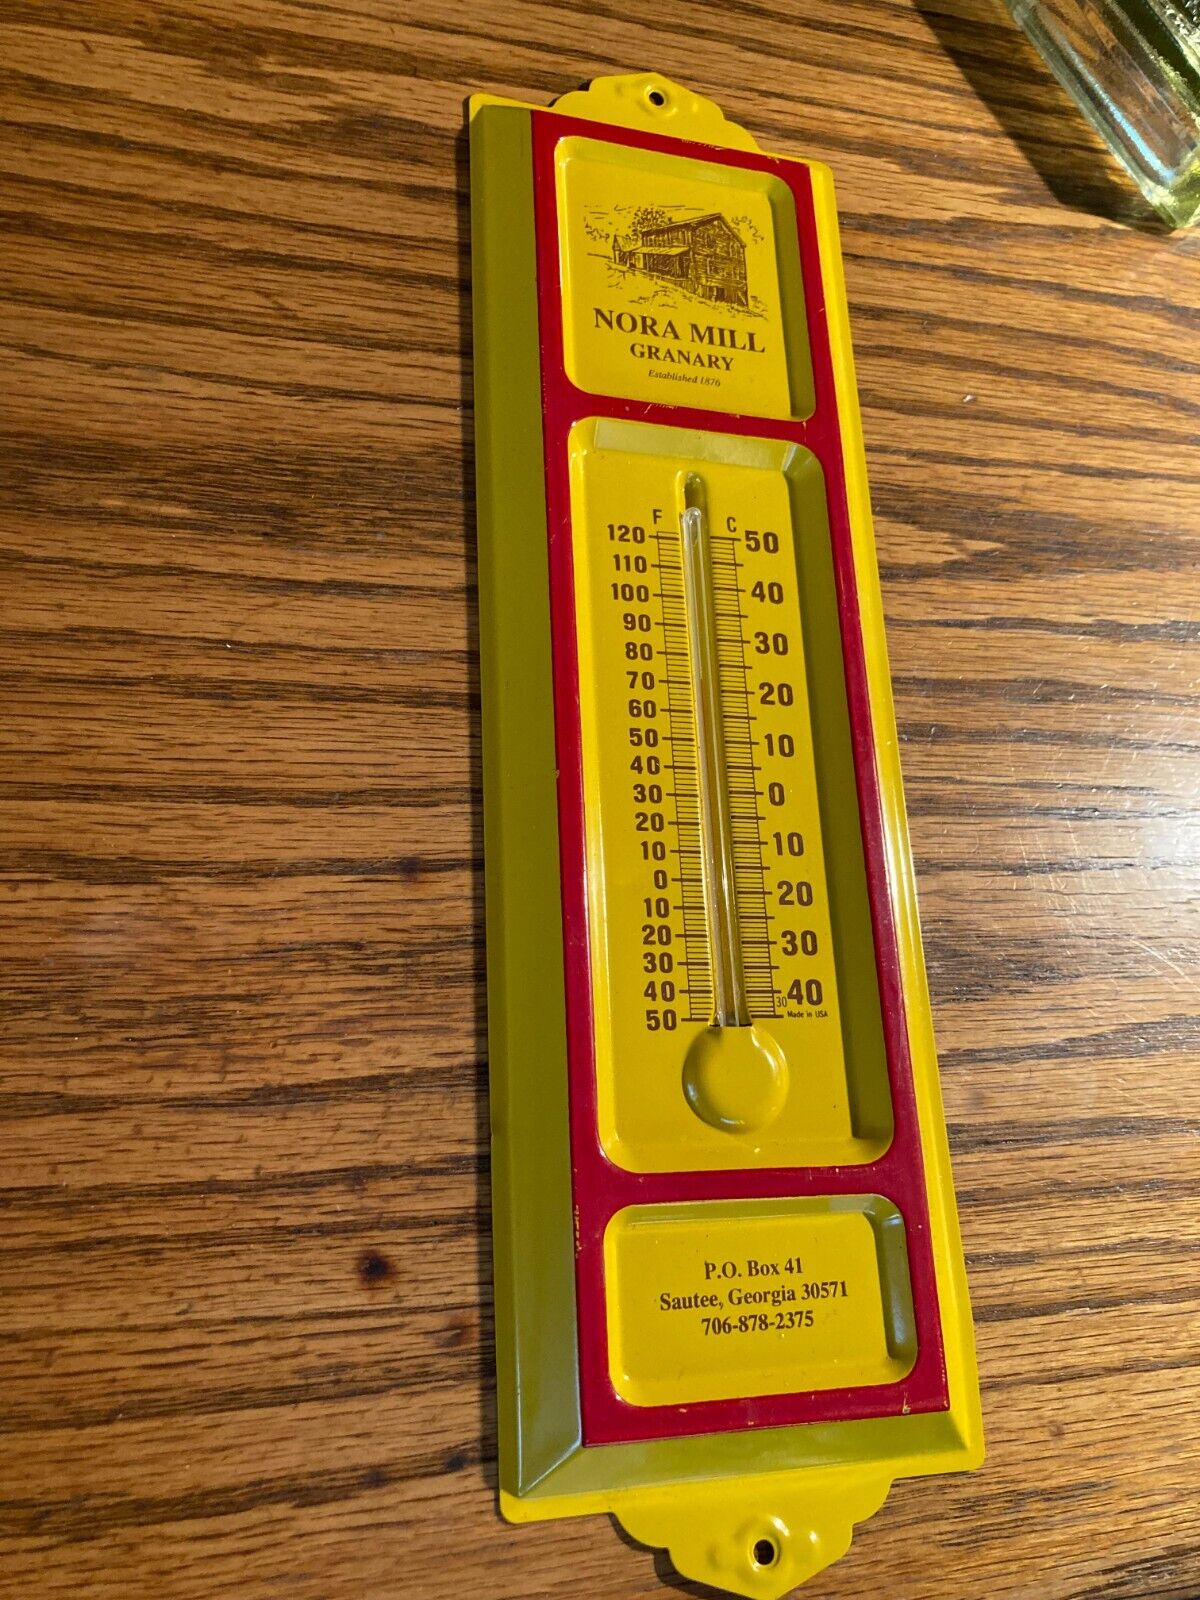 NORA MILL
GRANARY
Established 1876
F C
120 50
110
100 40
90
80 30
70
60 20
50
40 10
30 0
20
10 10
0
10 20
20
30 30
40 30 40
50 Made in USA
P.O. Box 41
Sautee, Georgia 30571
706-878-2375